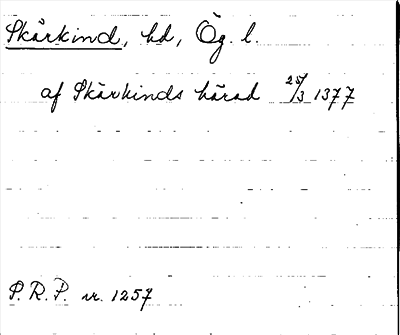 Skärkind, hd, Ög. l.
af Skärkinds härad 25/3 1377
P. R. P. nr. 1257